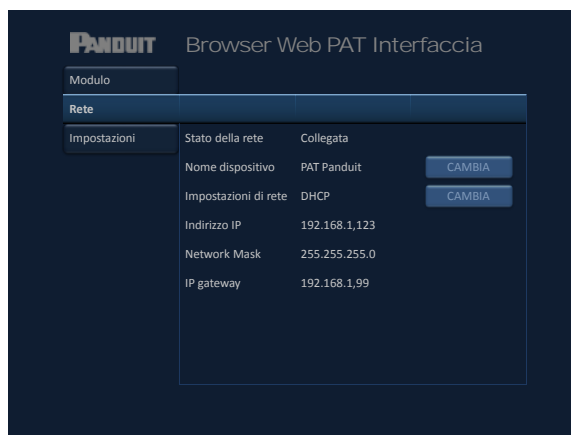 PANDUIT Browser Web PAT Interfaccia
Modulo
Rete
Impostazioni Stato della rete Collegata
Nome dispositivo PAT Panduit CAMBIA
Impostazioni di rete DHCP CAMBIA
Indirizzo IP 192.168.1,123
Network Mask 255.255.255.0
IP gateway 192.168.1,99